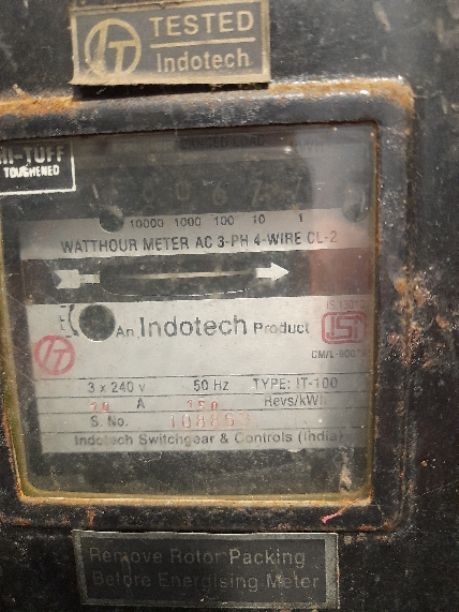 TESTED
Indotech
HI-TUFF
TOUGHENED
10000 1000 100 10 1
WATTHOUR METER AC 3-PH 4-WIRE CL-2
An Indotech Product
3 x 240 v 50 Hz TYPE: IT-100
A 150 Revs/kWh
S. No. 108863
Indotech Switchgear & Controls (India)
Remove Rotor Packing
Before Energising Meter